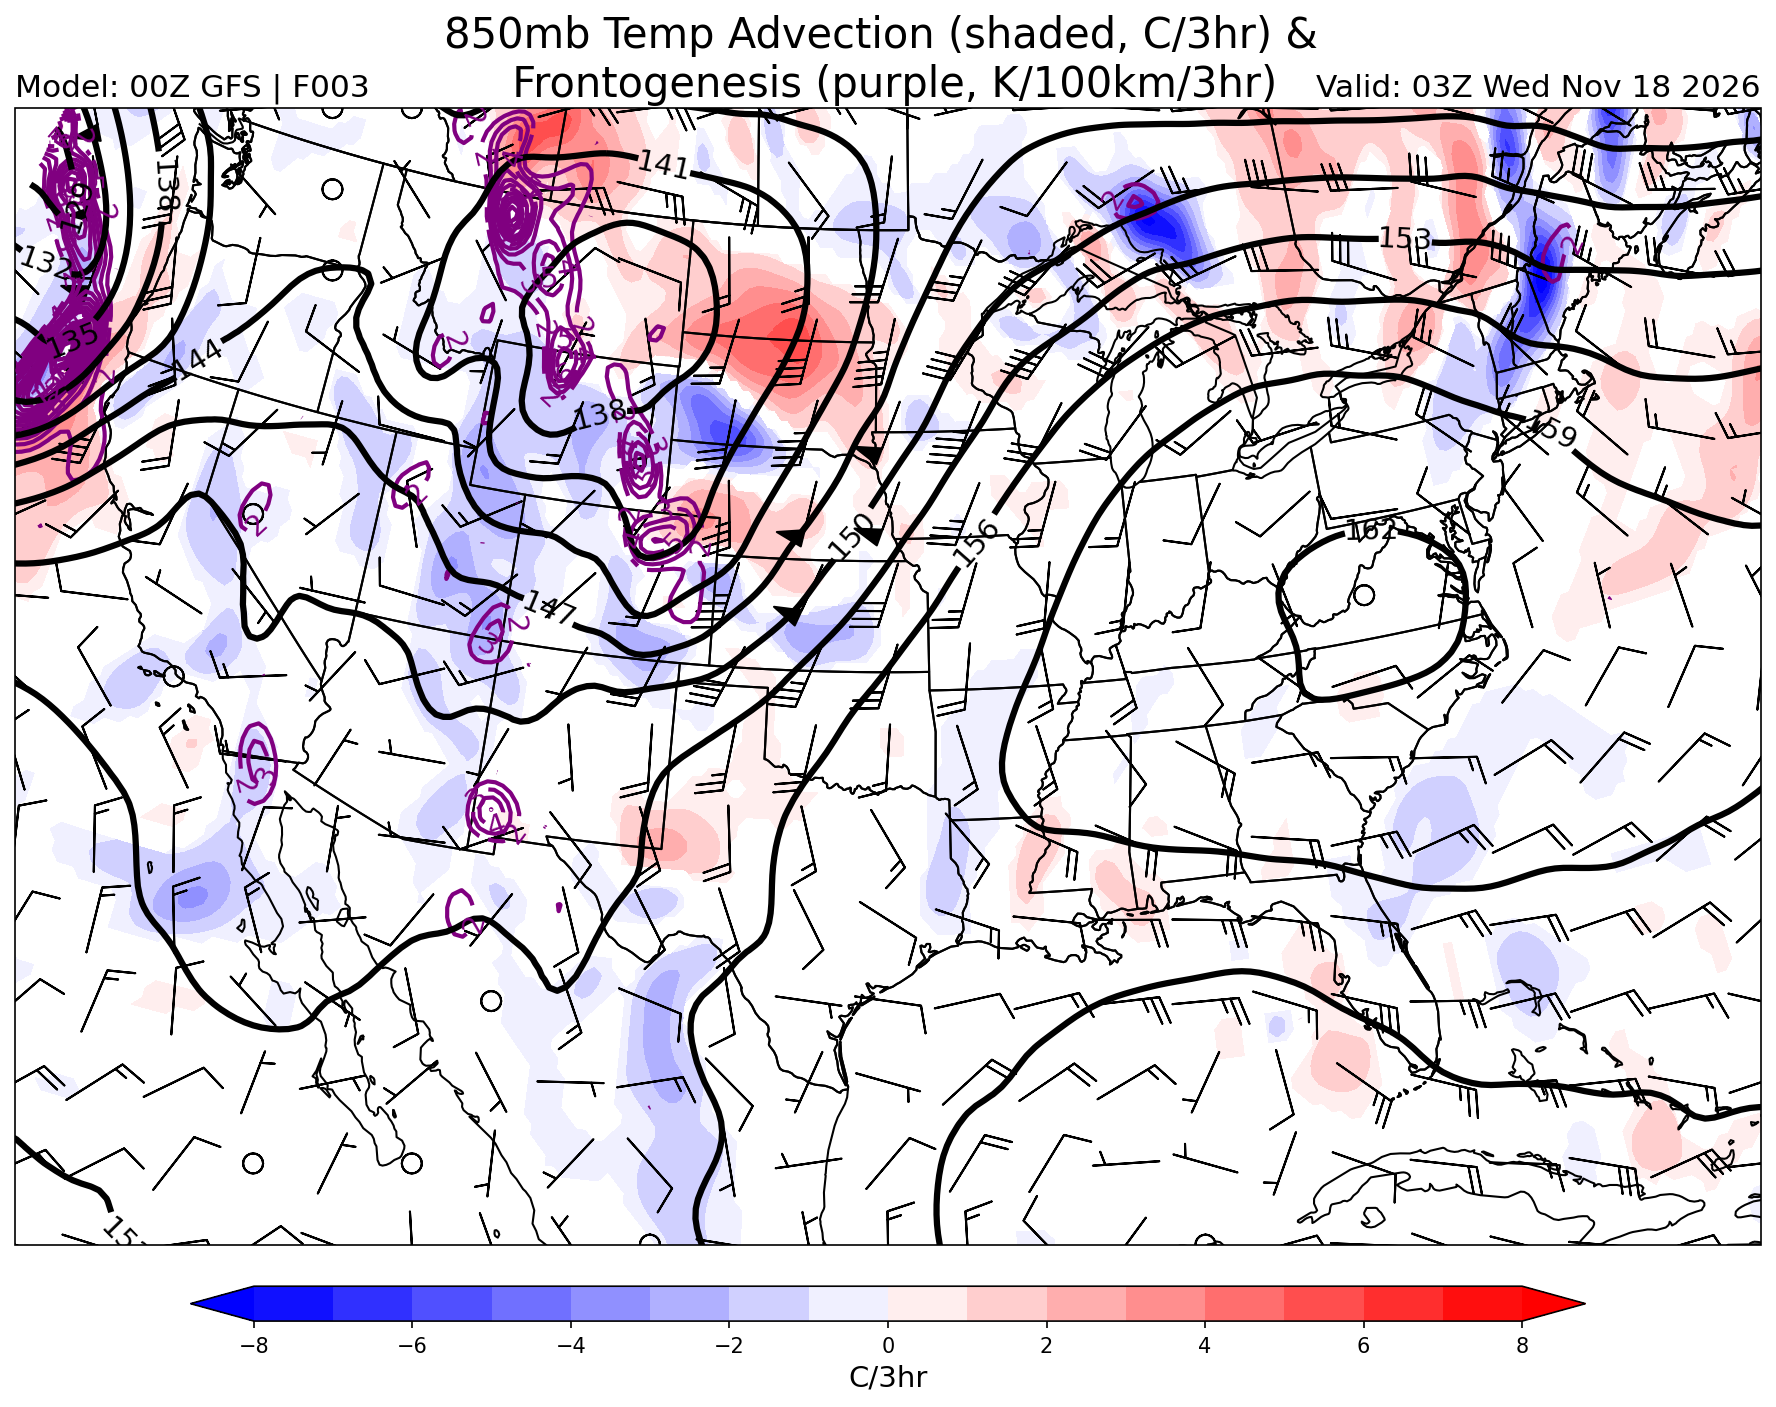 850mb Temp Advection (shaded, C/3hr) &
Frontogenesis (purple, K/100km/3hr)
Model: 00Z GFS | F003
Valid: 03Z Wed Nov 18 2026
141
138
129
132
153
135
144
138
159
150
156
162
147
−8 −6 −4 −2 0 2 4 6 8
C/3hr